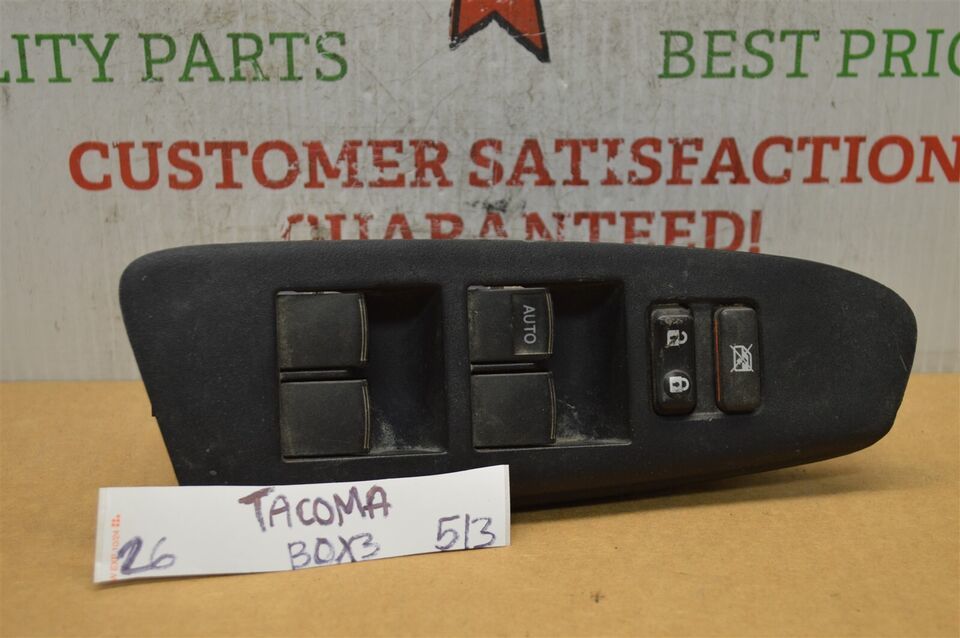 LITY PARTS BEST PRIC
CUSTOMER SATISFACTION
GUARANTEED!
AUTO
TACOMA
26 BOX3 513